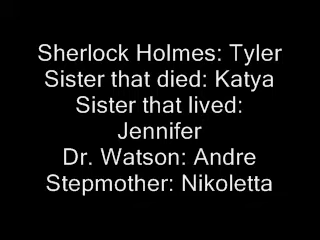 Sherlock Holmes: Tyler
Sister that died: Katya
Sister that lived:
Jennifer
Dr. Watson: Andre
Stepmother: Nikoletta